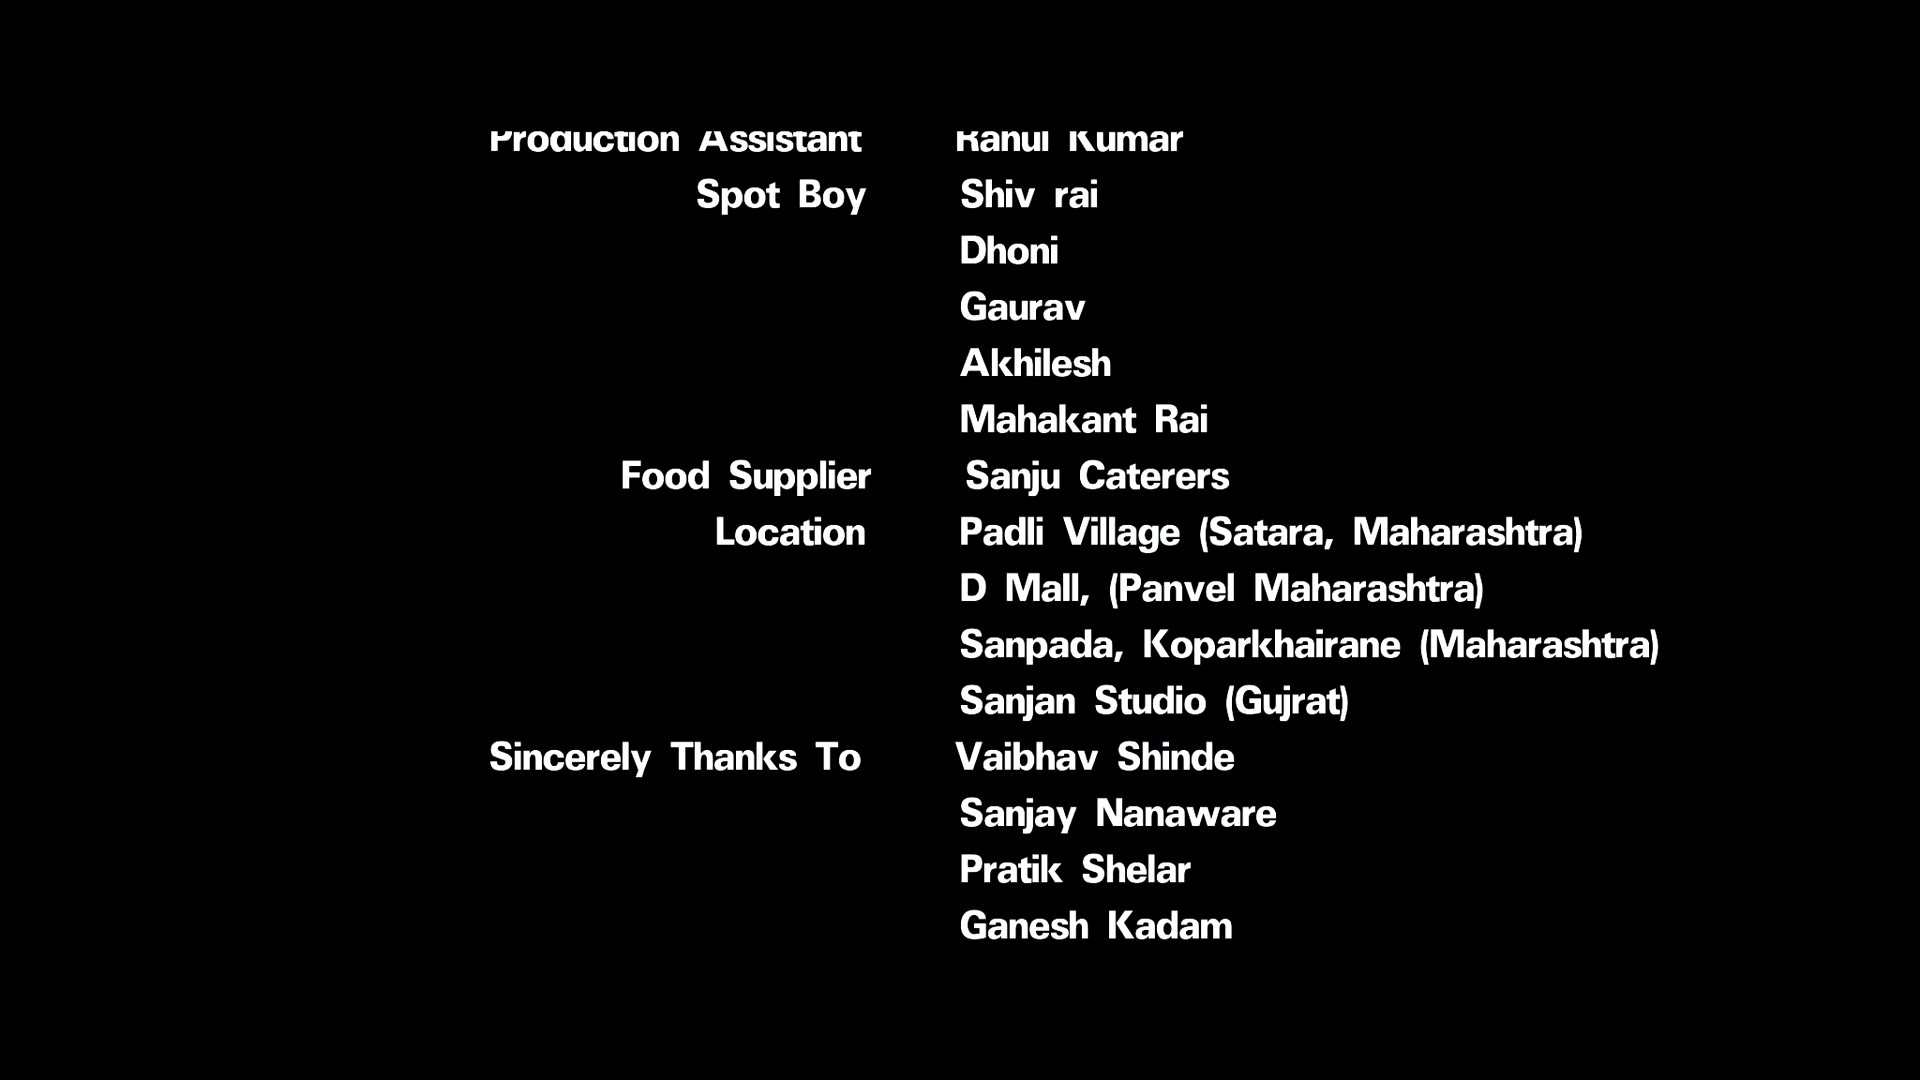 Production Assistant Rahul Kumar
Spot Boy Shiv rai
Dhoni
Gaurav
Akhilesh
Mahakant Rai
Food Supplier Sanju Caterers
Location Padli Village (Satara, Maharashtra)
D Mall, (Panvel Maharashtra)
Sanpada, Koparkhairane (Maharashtra)
Sanjan Studio (Gujrat)
Sincerely Thanks To Vaibhav Shinde
Sanjay Nanaware
Pratik Shelar
Ganesh Kadam